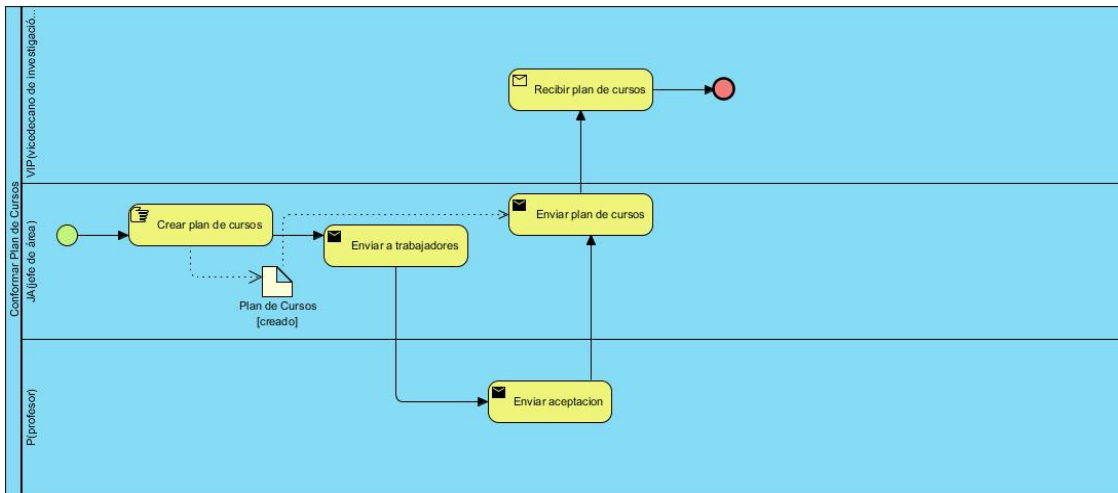 Conformar Plan de Cursos
VIP(vicedecano de investigació...
Recibir plan de cursos
JA(jefe de área)
Crear plan de cursos
Enviar a trabajadores
Enviar plan de cursos
Plan de Cursos
[creado]
P(profesor)
Enviar aceptacion